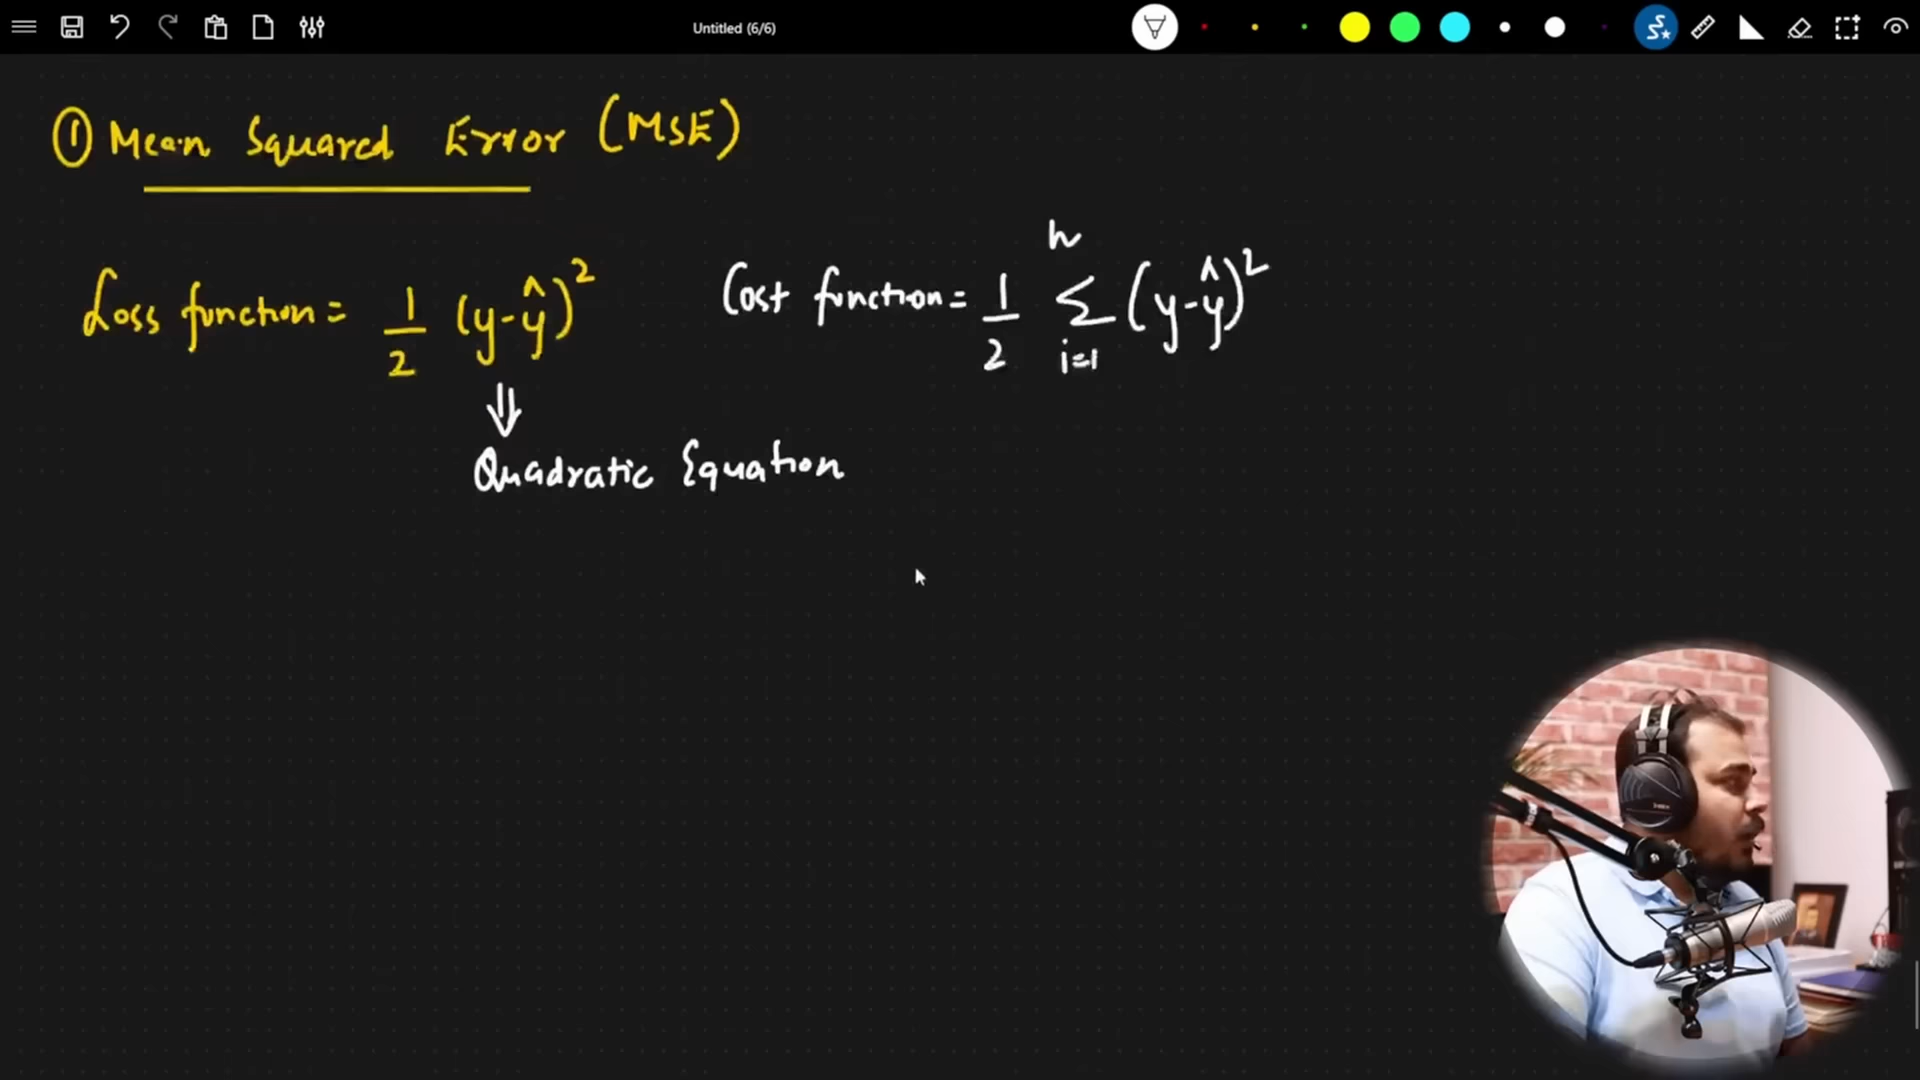 Untitled (6/6)
① Mean Squared Error (MSE)
Loss function = 1/2 (y-ŷ)²
Cost function = 1/2 n∑i=1 (y-ŷ)²
⇓
Quadratic Equation